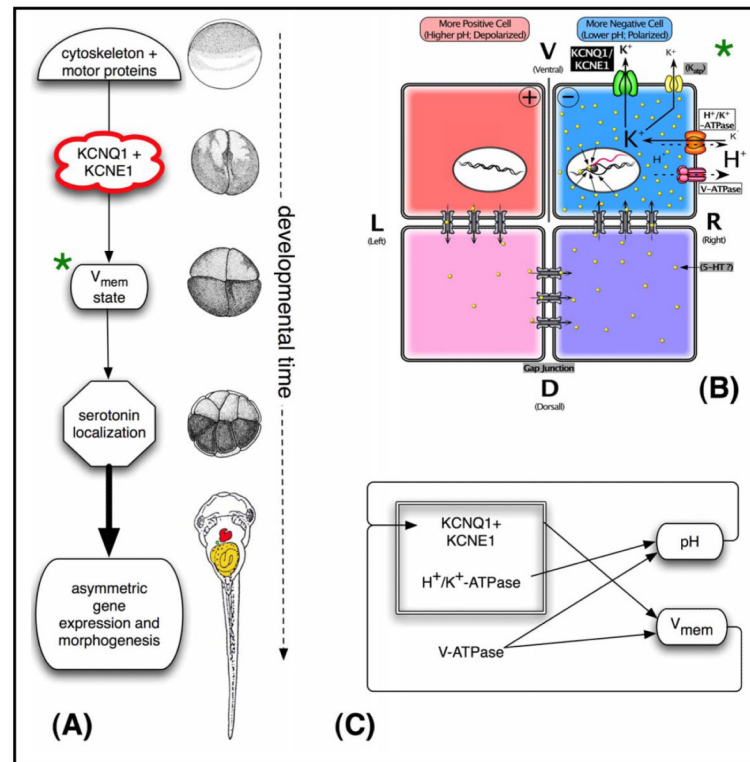 cytoskeleton +
motor proteins
KCNQ1 +
KCNE1
*
Vmem
state
serotonin
localization
asymmetric
gene
expression and
morphogenesis
developmental time
(A)
More Positive Cell
(Higher pH; Depolarized)
More Negative Cell
(Lower pH; Polarized)
*
V
(Ventral)
KCNQ1/
KCNE1
K+
K+
(Katp)
+
−
H+/K+
-ATPase
K+
K
H
H+
V-ATPase
L
(Left)
R
(Right)
(5-HT ?)
Gap Junction
D
(Dorsall)
(B)
KCNQ1+
KCNE1
H+/K+-ATPase
V-ATPase
pH
Vmem
(C)